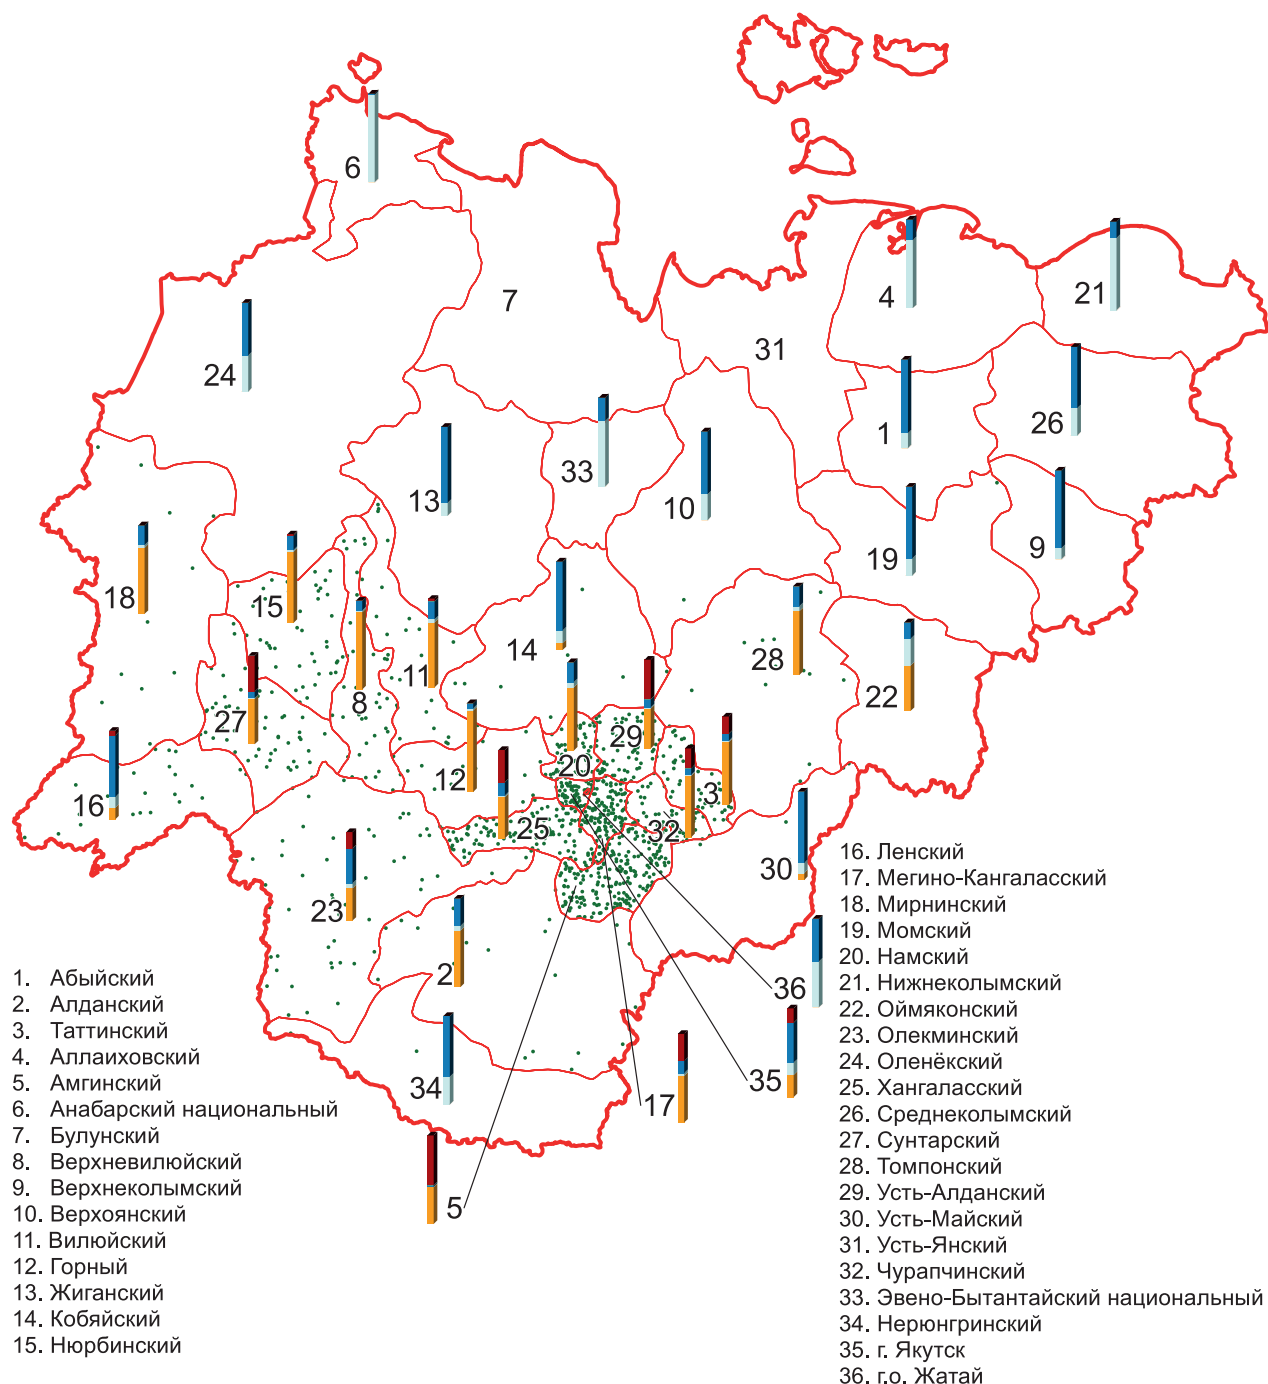 6
7
4
21
24
31
1
26
33
13
10
19
9
18
15
14
11
8
28
22
27
29
20
12
3
16
25
32
30
23
2
36
35
34
17
5
1. Абыйский
2. Алданский
3. Таттинский
4. Аллаиховский
5. Амгинский
6. Анабарский национальный
7. Булунский
8. Верхневилюйский
9. Верхнеколымский
10. Верхоянский
11. Вилюйский
12. Горный
13. Жиганский
14. Кобяйский
15. Нюрбинский
16. Ленский
17. Мегино-Кангаласский
18. Мирнинский
19. Момский
20. Намский
21. Нижнеколымский
22. Оймяконский
23. Олекминский
24. Оленёкский
25. Хангаласский
26. Среднеколымский
27. Сунтарский
28. Томпонский
29. Усть-Алданский
30. Усть-Майский
31. Усть-Янский
32. Чурапчинский
33. Эвено-Бытантайский национальный
34. Нерюнгринский
35. г. Якутск
36. г.о. Жатай